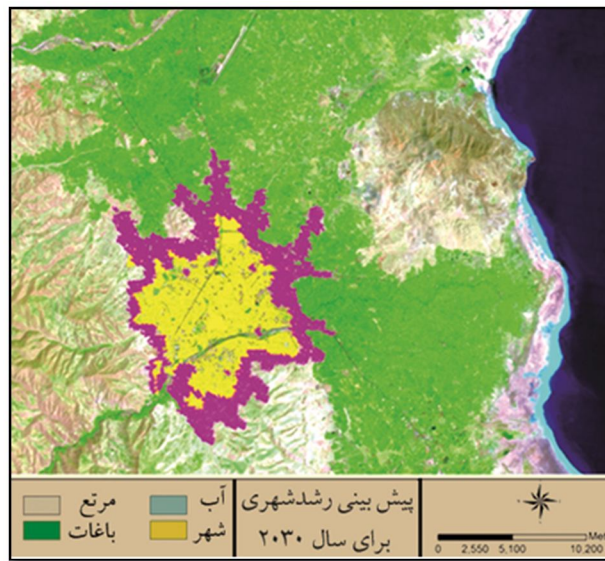 مرتع
آب
باغات
شهر
پیش بینی رشدشهری
برای سال ۲۰۳۰
0 2,550 5,100 10,200